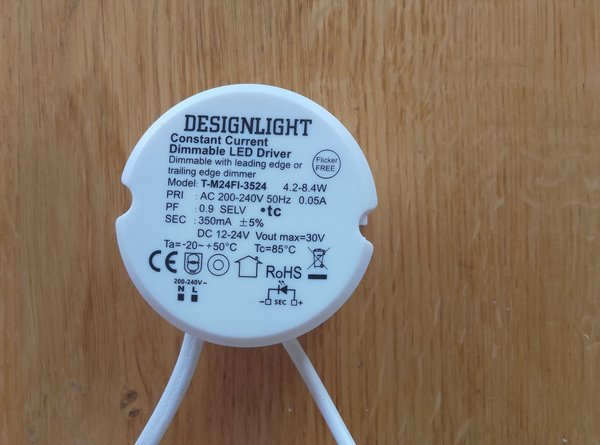 DESIGNLIGHT
Constant Current
Dimmable LED Driver
Dimmable with leading edge or
trailing edge dimmer
Flicker
FREE
Model: T-M24FI-3524 4.2-8.4W
PRI : AC 200-240V 50Hz 0.05A
PF : 0.9 SELV •tc
SEC : 350mA ±5%
DC 12-24V Vout max=30V
Ta=-20~+50°C Tc=85°C
CE RoHS
200-240V~
N L
− SEC +